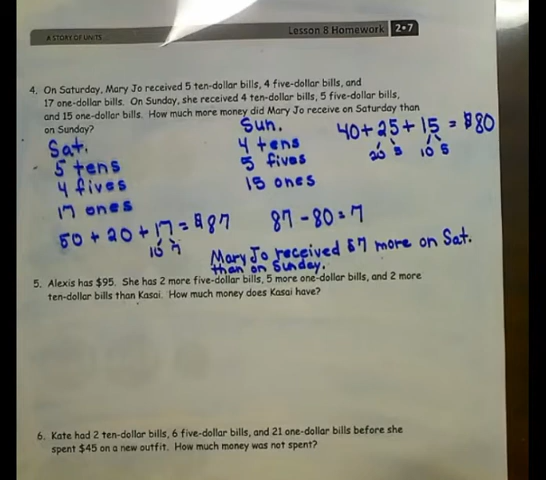 A STORY OF UNITS
Lesson 8 Homework 2•7
4. On Saturday, Mary Jo received 5 ten-dollar bills, 4 five-dollar bills, and
17 one-dollar bills. On Sunday, she received 4 ten-dollar bills, 5 five-dollar bills,
and 15 one-dollar bills. How much more money did Mary Jo receive on Saturday than
on Sunday?
Sat.
5 tens
4 fives
17 ones
50 + 20 + 17 = $87
10 7
Sun.
4 tens
5 fives
15 ones
40 + 25 + 15 = $80
20 5 10 5
87 - 80 = 7
Mary Jo received $7 more on Sat.
than on Sunday.
5. Alexis has $95. She has 2 more five-dollar bills, 5 more one-dollar bills, and 2 more
ten-dollar bills than Kasai. How much money does Kasai have?
6. Kate had 2 ten-dollar bills, 6 five-dollar bills, and 21 one-dollar bills before she
spent $45 on a new outfit. How much money was not spent?